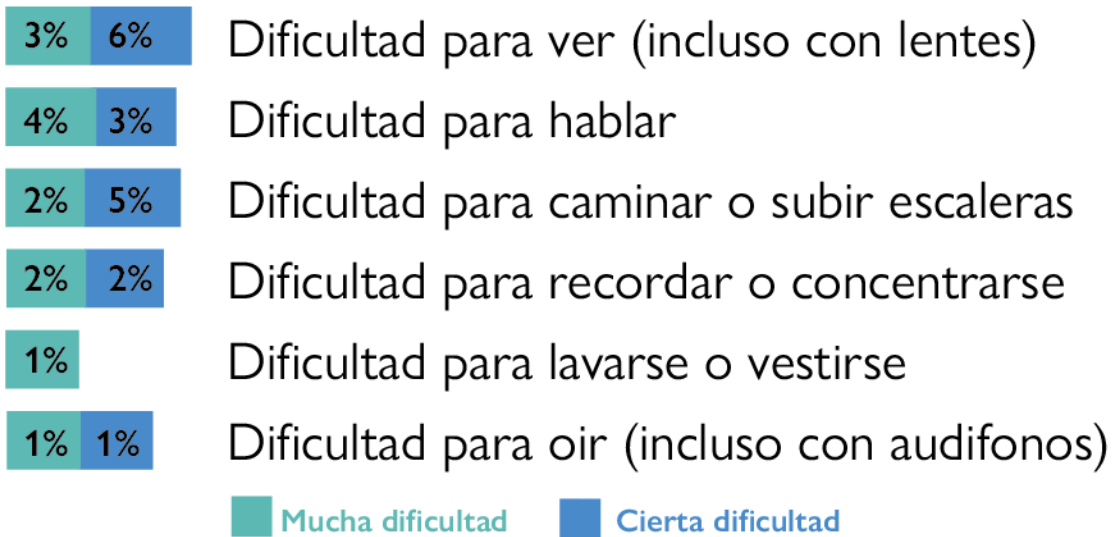 3% 6% Dificultad para ver (incluso con lentes)
4% 3% Dificultad para hablar
2% 5% Dificultad para caminar o subir escaleras
2% 2% Dificultad para recordar o concentrarse
1% Dificultad para lavarse o vestirse
1% 1% Dificultad para oir (incluso con audifonos)
Mucha dificultad Cierta dificultad